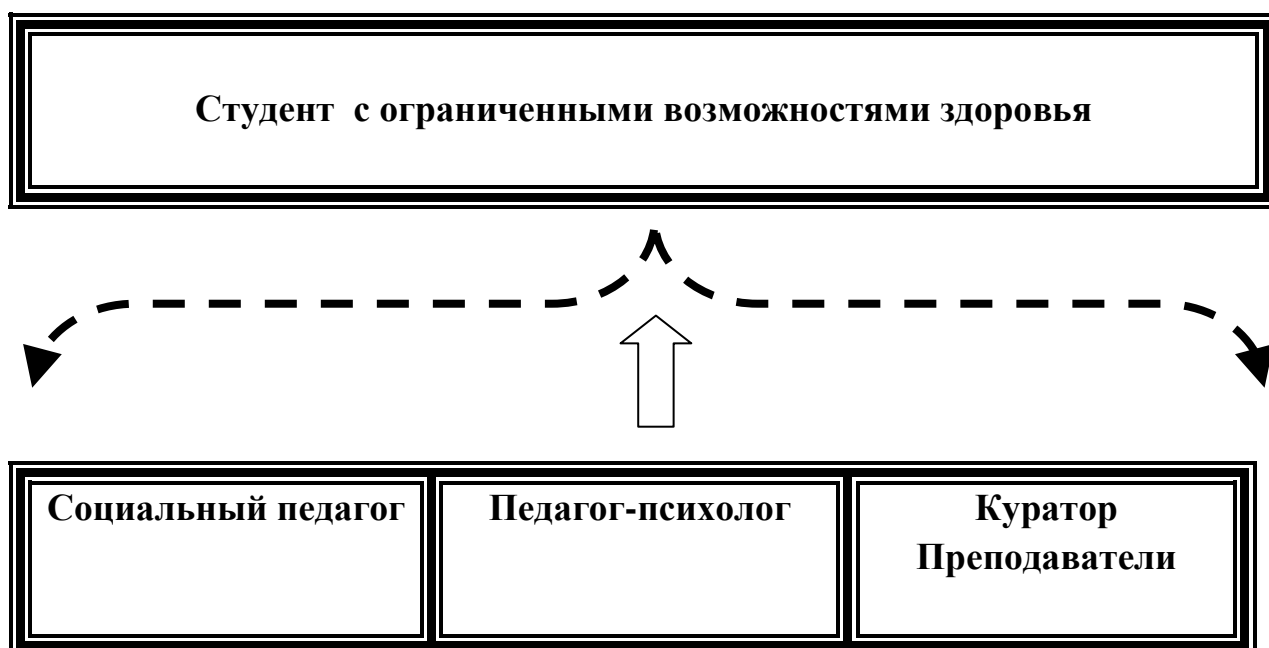 Студент с ограниченными возможностями здоровья
Социальный педагог
Педагог-психолог
Куратор
Преподаватели